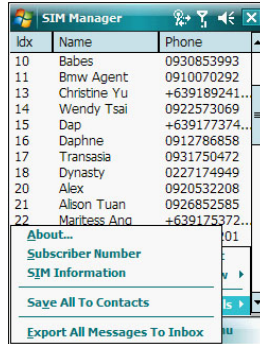 SIM Manager
Idx Name Phone
10 Babes 0930853993
11 Bmw Agent 0910070292
13 Christine Yu +639189241...
14 Wendy Tsai 0922573069
15 Dap +639177374...
16 Daphne 0912786858
17 Transasia 0931750472
18 Dynasty 0227174949
20 Alex 0920532208
21 Alison Tuan 0926852585
22 Maritess Ang +639175372...
About...
201
Subscriber Number
SIM Information
Save All To Contacts
Export All Messages To Inbox